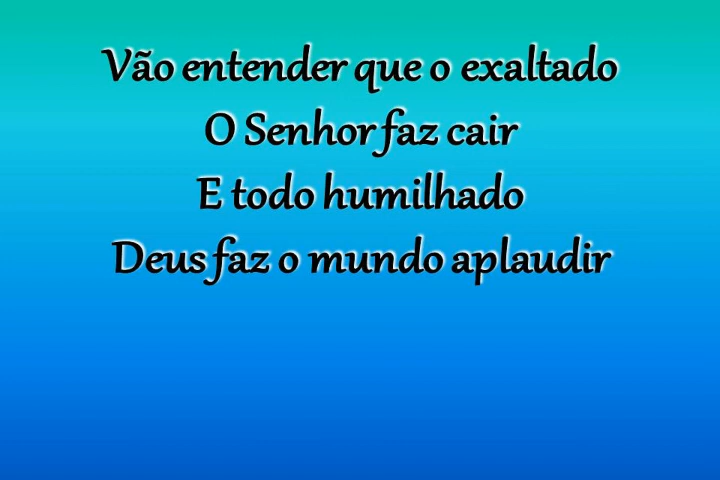 Vão entender que o exaltado
O Senhor faz cair
E todo humilhado
Deus faz o mundo aplaudir